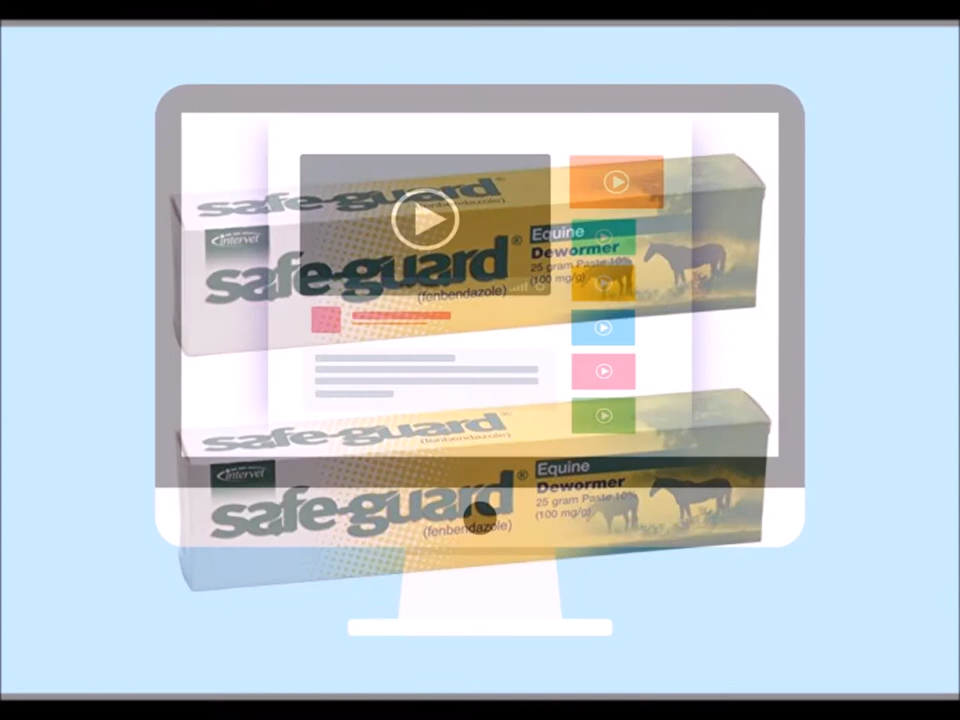 safe-guard®
(fenbendazole)
Intervet
safe-guard®
(fenbendazole)
Equine
Dewormer
25 gram Paste 10%
(100 mg/g)
safe-guard®
(fenbendazole)
Intervet
safe-guard®
(fenbendazole)
Equine
Dewormer
25 gram Paste 10%
(100 mg/g)